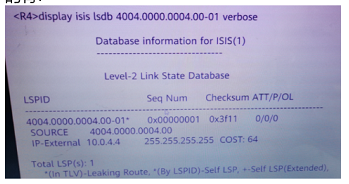 <R4>display isis lsdb 4004.0000.0004.00-01 verbose
Database information for ISIS(1)
--------------------------------
Level-2 Link State Database
LSPID Seq Num Checksum ATT/P/OL
4004.0000.0004.00-01* 0x00000001 0x3f11 0/0/0
SOURCE 4004.0000.0004.00
IP-External 10.0.4.4 255.255.255.255 COST: 64
Total LSP(s): 1
*(In TLV)-Leaking Route, *(By LSPID)-Self LSP, +-Self LSP(Extended),